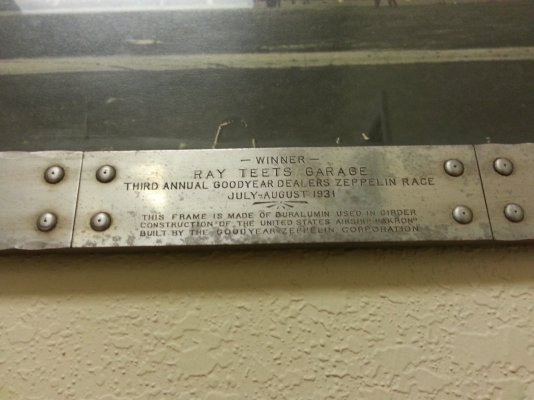 — WINNER —
RAY TEETS GARAGE
THIRD ANNUAL GOODYEAR DEALERS ZEPPELIN RACE
JULY-AUGUST 1931
THIS FRAME IS MADE OF DURALUMIN USED IN GIRDER
CONSTRUCTION OF THE UNITED STATES AIRSHIP "AKRON"
BUILT BY THE GOODYEAR-ZEPPELIN CORPORATION